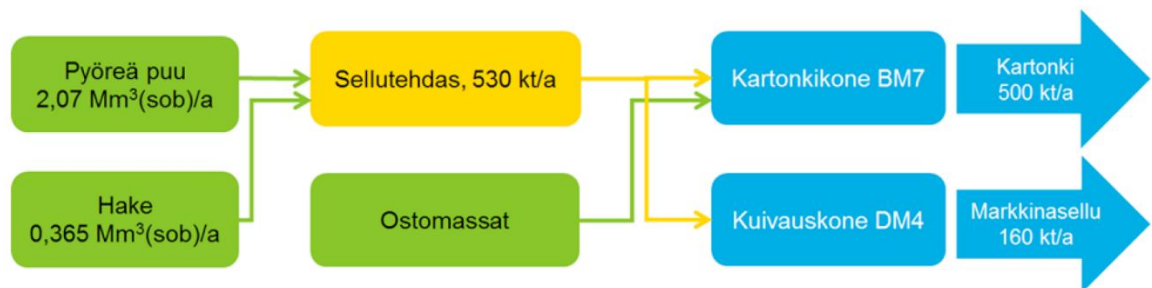 Pyöreä puu
2,07 Mm³(sob)/a
Sellutehdas, 530 kt/a
Kartonkikone BM7
Kartonki
500 kt/a
Hake
0,365 Mm³(sob)/a
Ostomassat
Kuivauskone DM4
Markkinasellu
160 kt/a